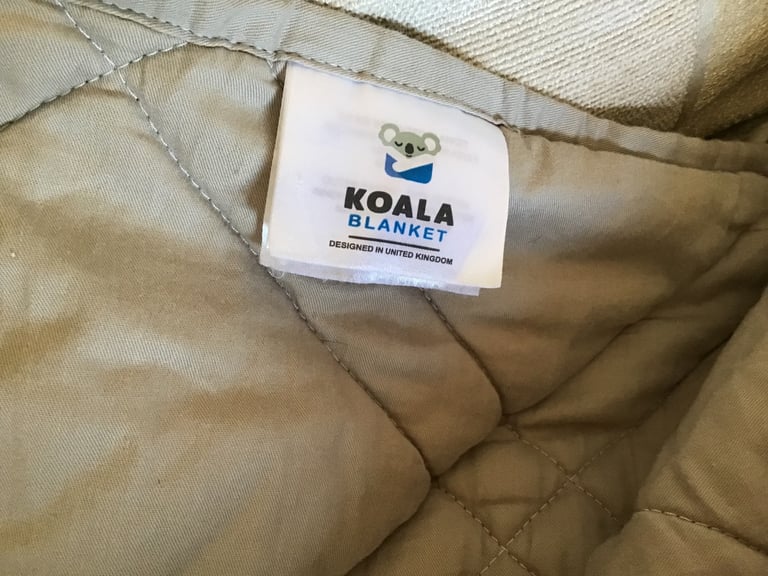 KOALA
BLANKET
DESIGNED IN UNITED KINGDOM